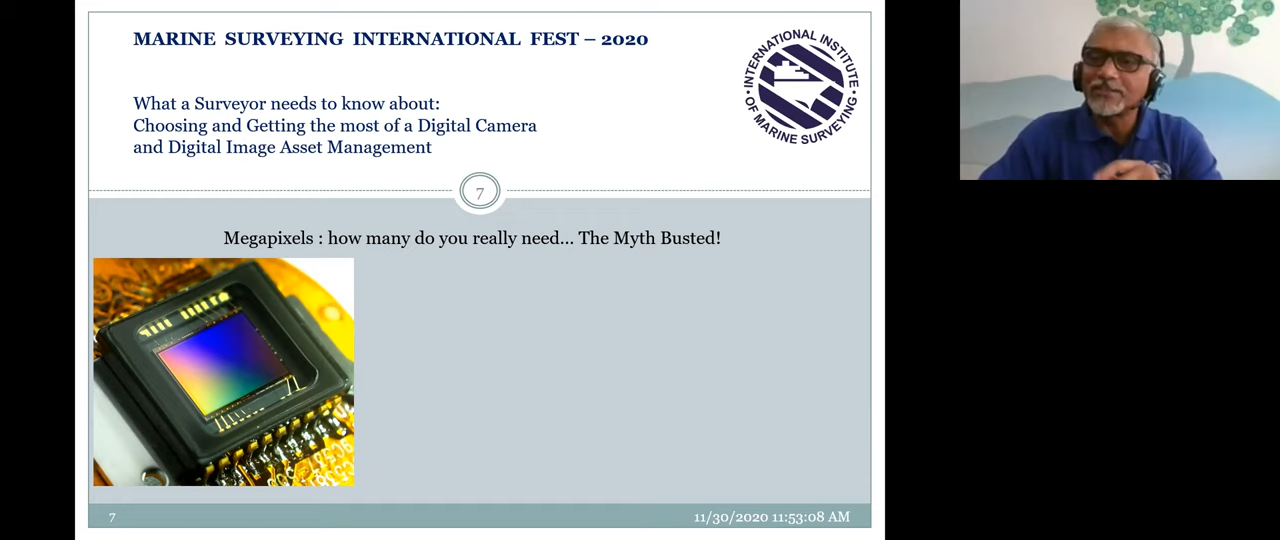 MARINE SURVEYING INTERNATIONAL FEST – 2020
INTERNATIONAL INSTITUTE
• OF MARINE SURVEYING •
What a Surveyor needs to know about:
Choosing and Getting the most of a Digital Camera
and Digital Image Asset Management
7
Megapixels : how many do you really need... The Myth Busted!
7
11/30/2020 11:53:08 AM